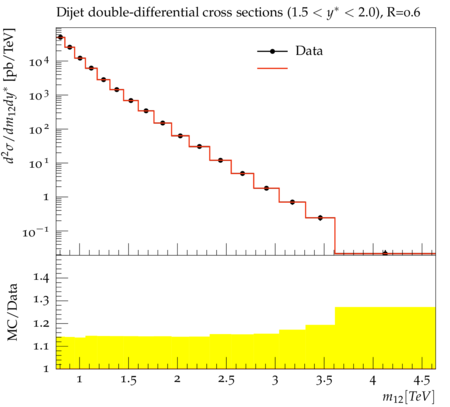 Dijet double-differential cross sections (1.5 < y* < 2.0), R=0.6
d²σ/dm₁₂dy* [pb/TeV]
Data
10⁴
10³
10²
10¹
1
10⁻¹
MC/Data
1.4
1.3
1.2
1.1
1
1 1.5 2 2.5 3 3.5 4 4.5
m₁₂[TeV]